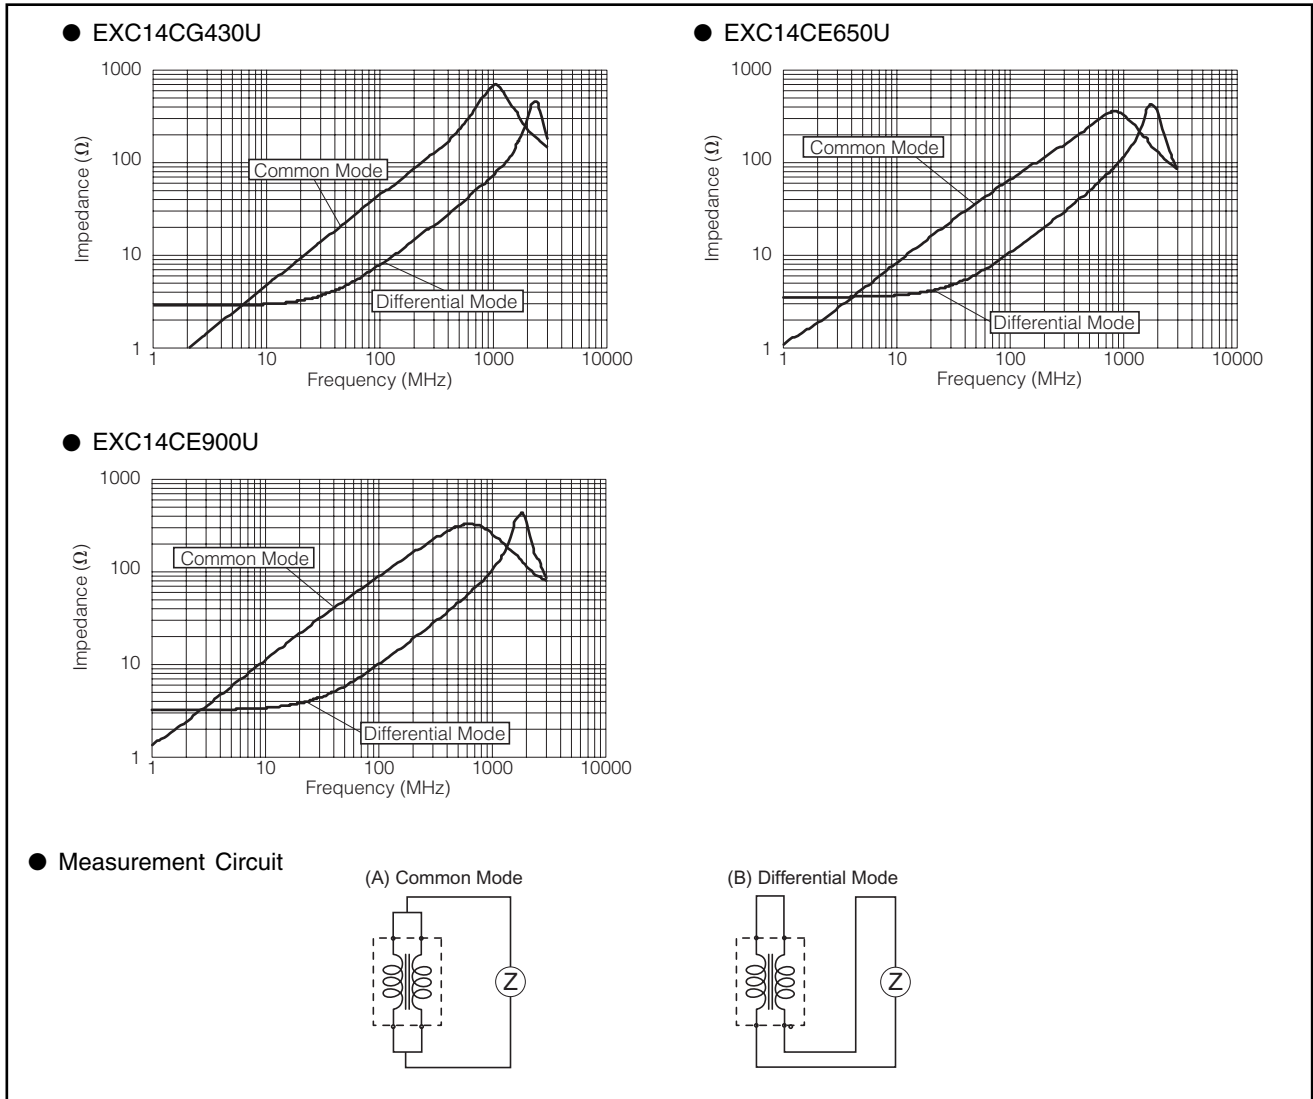 ● EXC14CG430U
1000
100
10
1
Impedance (Ω)
Common Mode
Differential Mode
1 10 100 1000 10000
Frequency (MHz)
● EXC14CE650U
1000
100
10
1
Impedance (Ω)
Common Mode
Differential Mode
1 10 100 1000 10000
Frequency (MHz)
● EXC14CE900U
1000
100
10
1
Impedance (Ω)
Common Mode
Differential Mode
1 10 100 1000 10000
Frequency (MHz)
● Measurement Circuit
(A) Common Mode
Z
(B) Differential Mode
Z